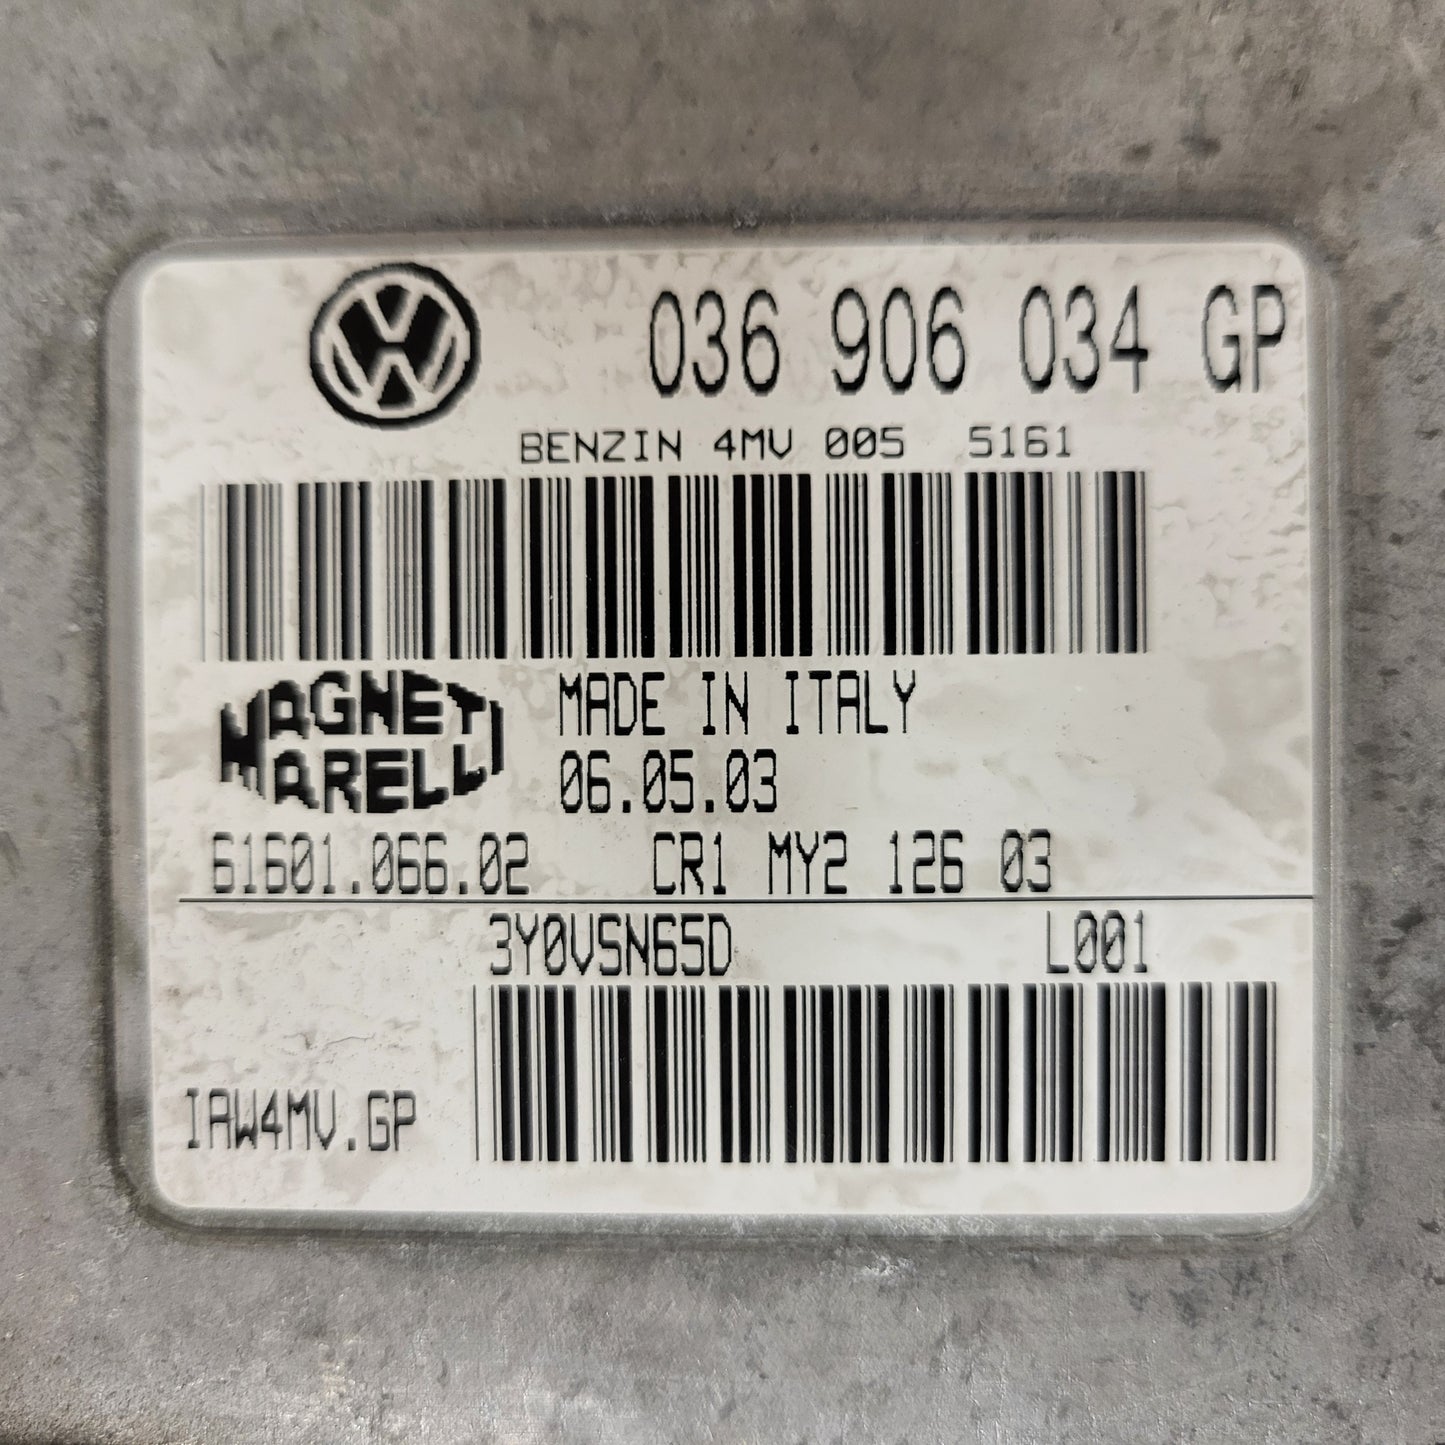 036 906 034 GP
BENZIN 4MV 005 5161
MAGNETI MARELLI
MADE IN ITALY
06.05.03
61601.066.02 CR1 MY2 126 03
3Y0VSN65D L001
IAW4MV.GP